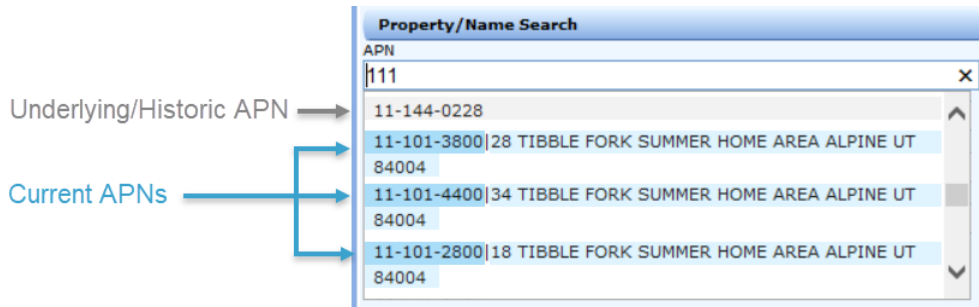 Property/Name Search
APN
111
Underlying/Historic APN
11-144-0228
11-101-3800|28 TIBBLE FORK SUMMER HOME AREA ALPINE UT
84004
Current APNs
11-101-4400|34 TIBBLE FORK SUMMER HOME AREA ALPINE UT
84004
11-101-2800|18 TIBBLE FORK SUMMER HOME AREA ALPINE UT
84004